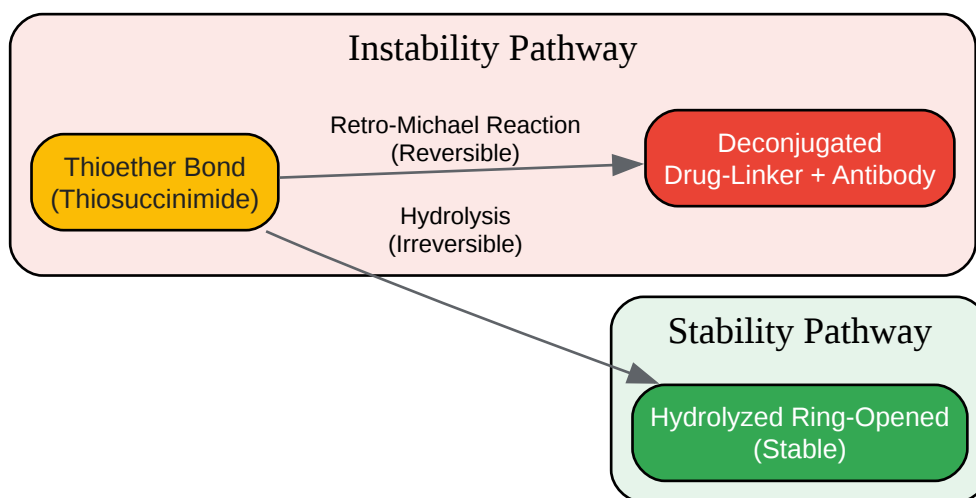 Instability Pathway
Thioether Bond
(Thiosuccinimide)
Retro-Michael Reaction
(Reversible)
Deconjugated
Drug-Linker + Antibody
Hydrolysis
(Irreversible)
Stability Pathway
Hydrolyzed Ring-Opened
(Stable)